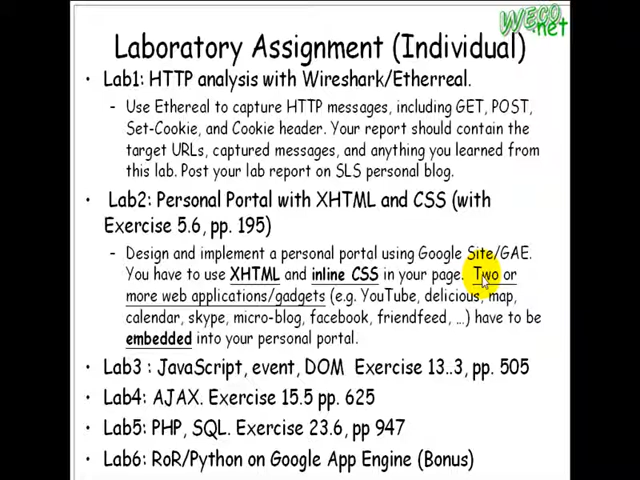 WECO
.net
Laboratory Assignment (Individual)
• Lab1: HTTP analysis with Wireshark/Etherreal.
– Use Ethereal to capture HTTP messages, including GET, POST,
Set-Cookie, and Cookie header. Your report should contain the
target URLs, captured messages, and anything you learned from
this lab. Post your lab report on SLS personal blog.
• Lab2: Personal Portal with XHTML and CSS (with
Exercise 5.6, pp. 195)
– Design and implement a personal portal using Google Site/GAE.
You have to use XHTML and inline CSS in your page. Two or
more web applications/gadgets (e.g. YouTube, delicious, map,
calendar, skype, micro-blog, facebook, friendfeed, ...) have to be
embedded into your personal portal.
• Lab3 : JavaScript, event, DOM Exercise 13..3, pp. 505
• Lab4: AJAX. Exercise 15.5 pp. 625
• Lab5: PHP, SQL. Exercise 23.6, pp 947
• Lab6: RoR/Python on Google App Engine (Bonus)